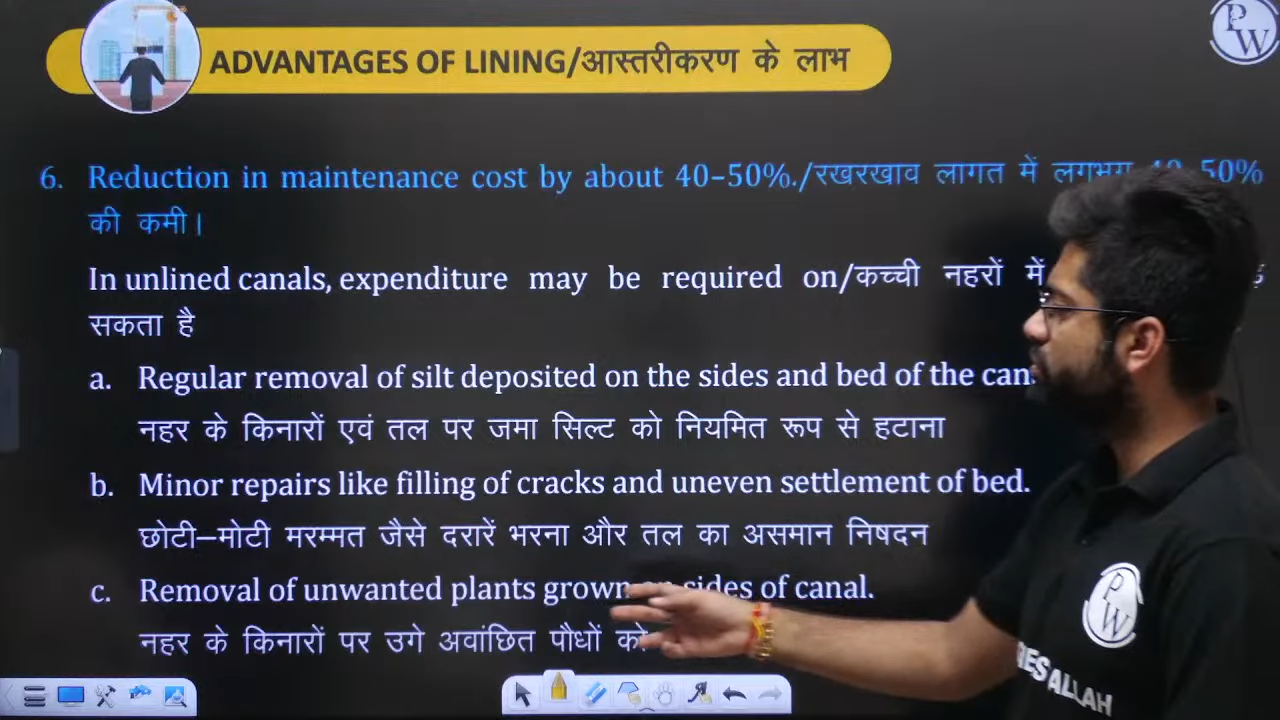 ADVANTAGES OF LINING/आस्तरीकरण के लाभ
PW
6. Reduction in maintenance cost by about 40–50%./रखरखाव लागत में लगभग 40–50%
की कमी।
In unlined canals, expenditure may be required on/कच्ची नहरों में
सकता है
a. Regular removal of silt deposited on the sides and bed of the
नहर के किनारों एवं तल पर जमा सिल्ट को नियमित रूप से हटाना
b. Minor repairs like filling of cracks and uneven settlement of bed.
छोटी–मोटी मरम्मत जैसे दरारें भरना और तल का असमान निषदन
c. Removal of unwanted plants grown sides of canal.
नहर के किनारों पर उगे अवांछित पौधों को
PW